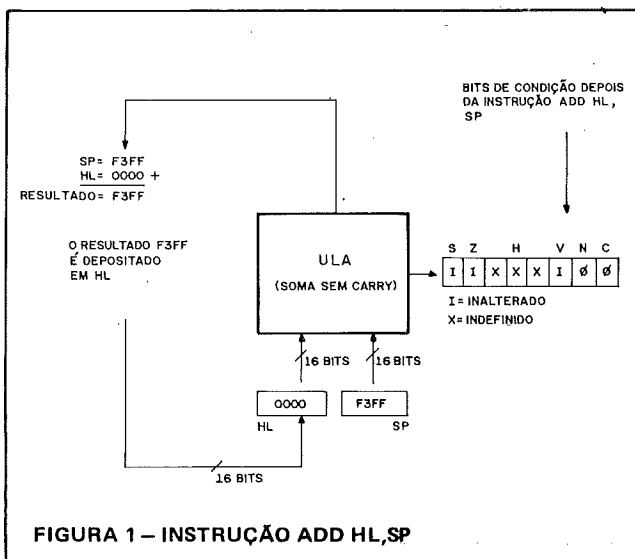 BITS DE CONDIÇÃO DEPOIS
DA INSTRUÇÃO ADD HL,
SP
SP= F3FF
HL= 0000 +
RESULTADO= F3FF
O RESULTADO F3FF
É DEPOSITADO
EM HL
ULA
(SOMA SEM CARRY)
S Z H V N C
I I X X X I Ø Ø
I= INALTERADO
X= INDEFINIDO
16 BITS
16 BITS
0000
F3FF
HL
SP
16 BITS
FIGURA 1 – INSTRUÇÃO ADD HL,SP